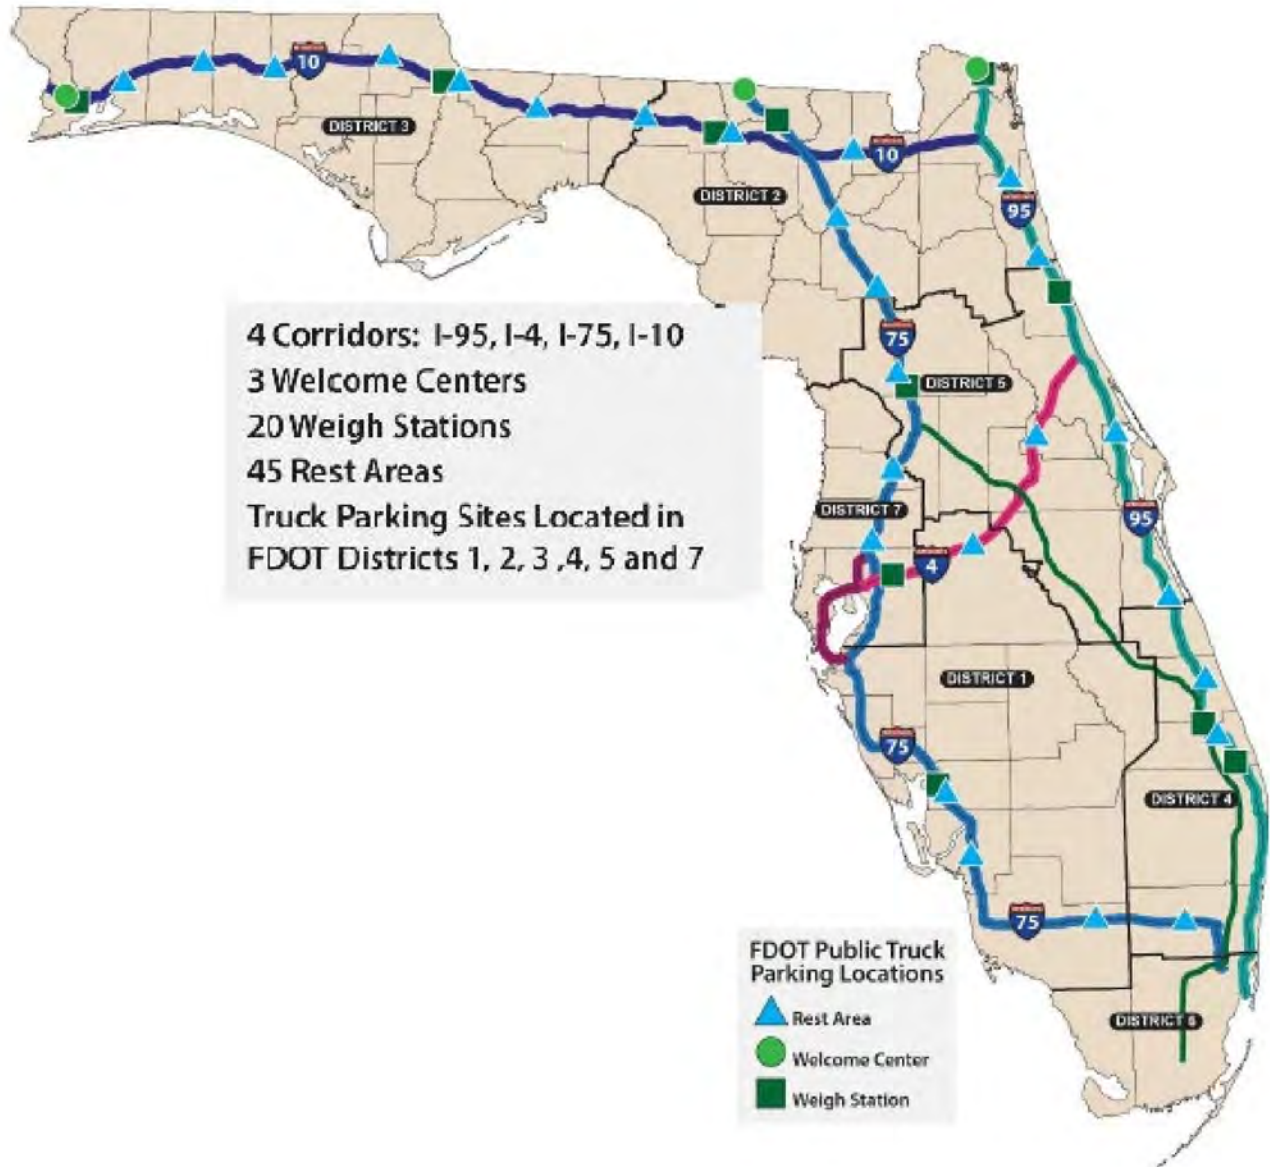 10
DISTRICT 3
10
DISTRICT 2
95
4 Corridors: I-95, I-4, I-75, I-10
3 Welcome Centers
20 Weigh Stations
45 Rest Areas
Truck Parking Sites Located in
FDOT Districts 1, 2, 3 ,4, 5 and 7
75
DISTRICT 5
DISTRICT 7
95
4
DISTRICT 1
75
DISTRICT 4
75
FDOT Public Truck
Parking Locations
Rest Area
Welcome Center
Weigh Station
DISTRICT 6